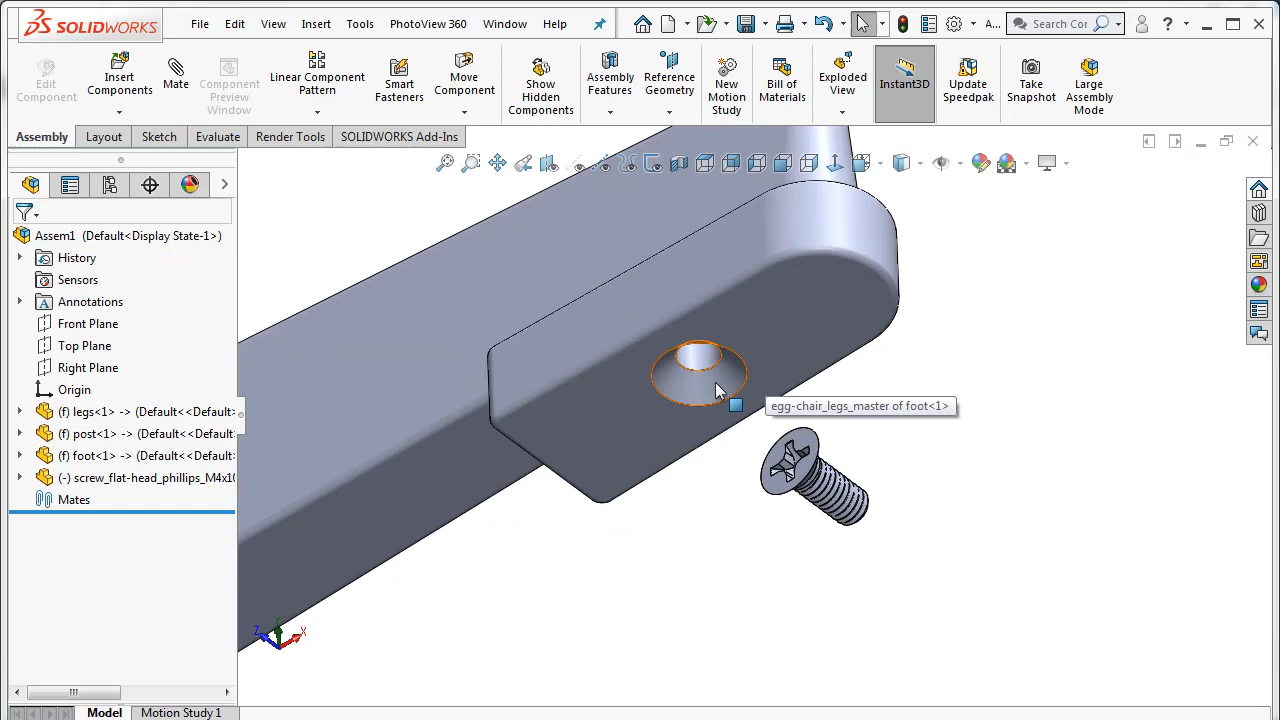 SOLIDWORKS
File Edit View Insert Tools PhotoView 360 Window Help
A...
Search Cor
?
Edit Component
Insert Components
Mate
Component Preview Window
Linear Component Pattern
Smart Fasteners
Move Component
Show Hidden Components
Assembly Features
Reference Geometry
New Motion Study
Bill of Materials
Exploded View
Instant3D
Update Speedpak
Take Snapshot
Large Assembly Mode
Assembly Layout Sketch Evaluate Render Tools SOLIDWORKS Add-Ins
Assem1 (Default<Display State-1>)
History
Sensors
Annotations
Front Plane
Top Plane
Right Plane
Origin
(f) legs<1> -> (Default<<Default>
(f) post<1> -> (Default<<Default>
(f) foot<1> -> (Default<<Default>
(-) screw_flat-head_phillips_M4x1(
Mates
egg-chair_legs_master of foot<1>
Z X
Model Motion Study 1